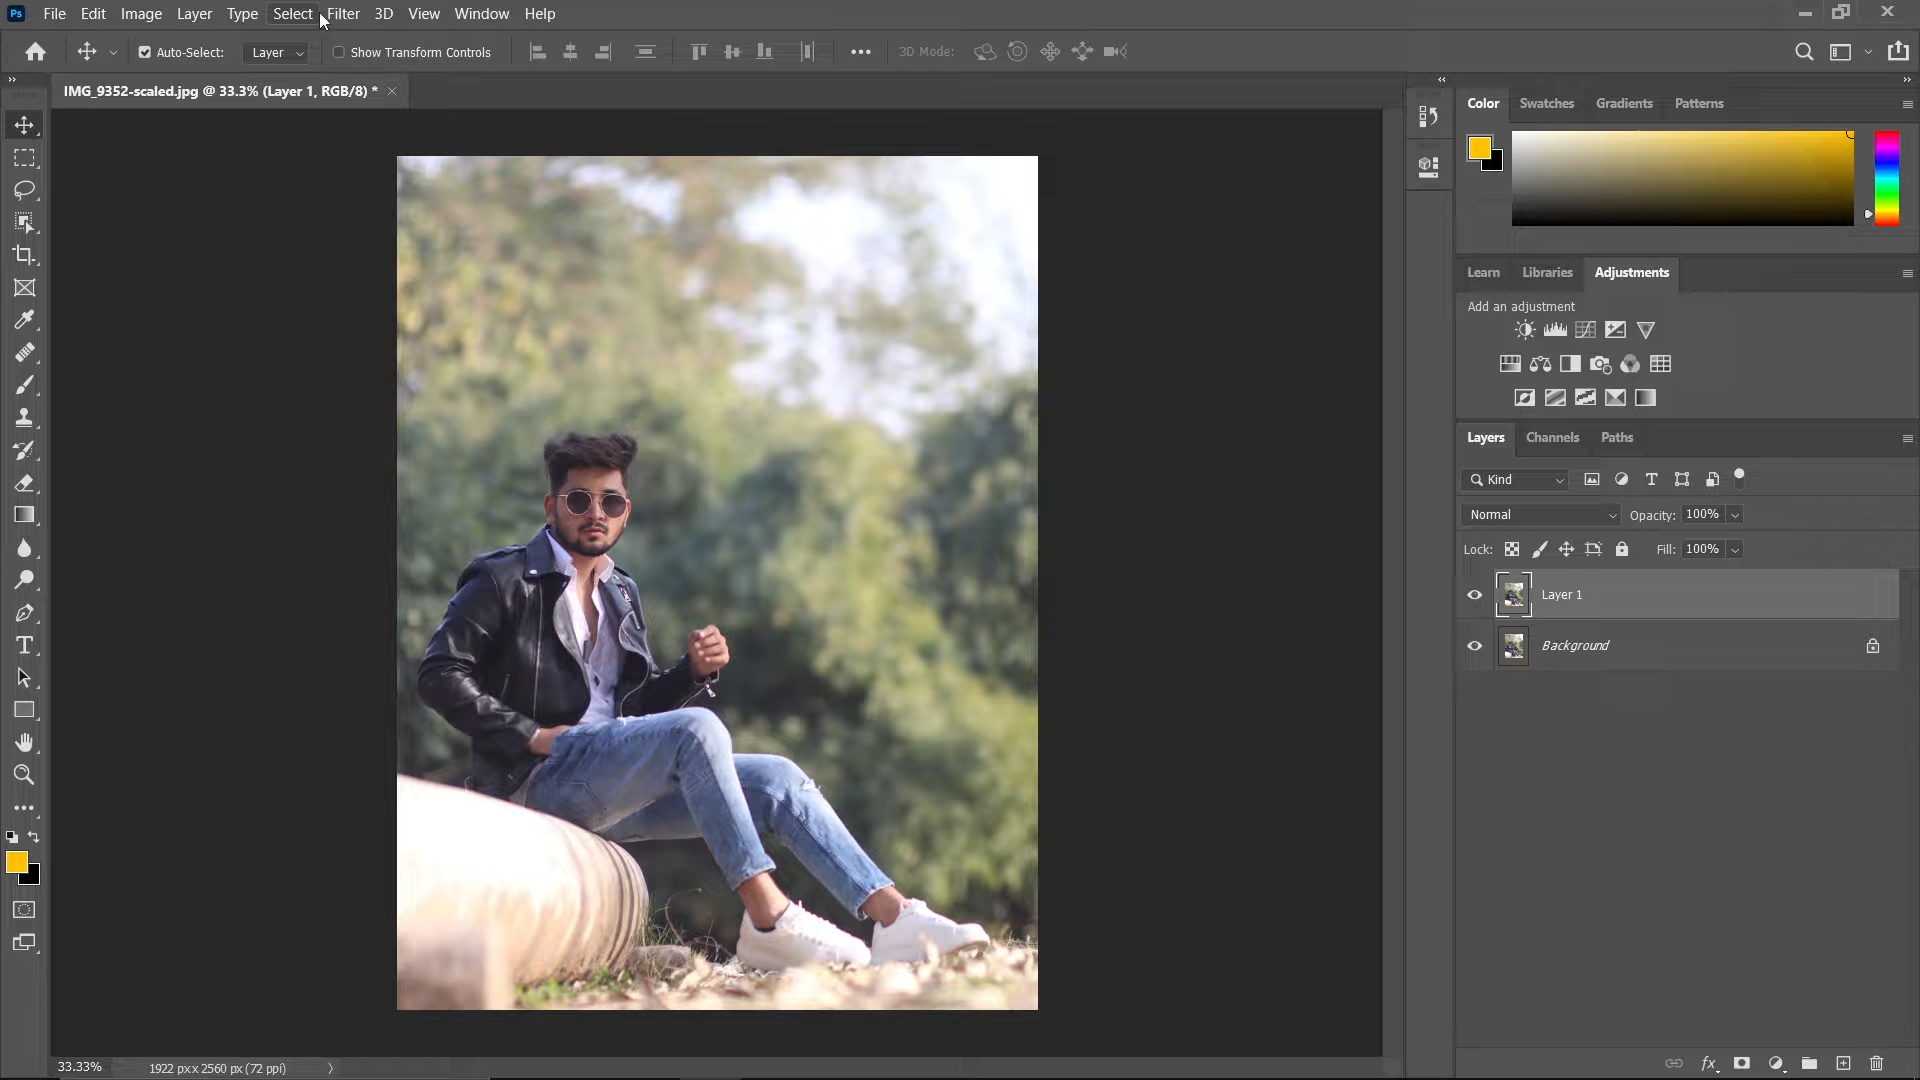 Ps File Edit Image Layer Type Select Filter 3D View Window Help
Auto-Select: Layer Show Transform Controls 3D Mode:
IMG_9352-scaled.jpg @ 33.3% (Layer 1, RGB/8) *
Color Swatches Gradients Patterns
Learn Libraries Adjustments
Add an adjustment
Layers Channels Paths
Kind
Normal Opacity: 100%
Lock: Fill: 100%
Layer 1
Background
33.33% 1922 px x 2560 px (72 ppi)
fx